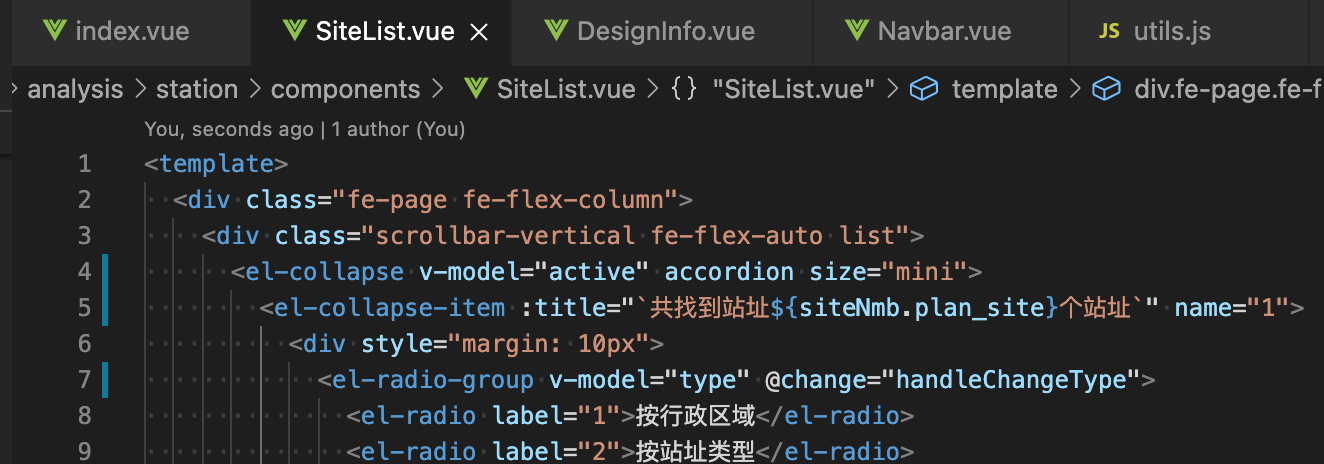 index.vue SiteList.vue DesignInfo.vue Navbar.vue JS utils.js
analysis > station > components > SiteList.vue > {} "SiteList.vue" > template > div.fe-page.fe-f
You, seconds ago | 1 author (You)
1 <template>
2 <div class="fe-page fe-flex-column">
3 <div class="scrollbar-vertical fe-flex-auto list">
4 <el-collapse v-model="active" accordion size="mini">
5 <el-collapse-item :title="`共找到站址${siteNmb.plan_site}个站址`" name="1">
6 <div style="margin: 10px">
7 <el-radio-group v-model="type" @change="handleChangeType">
8 <el-radio label="1">按行政区域</el-radio>
9 <el-radio label="2">按站址类型</el-radio>